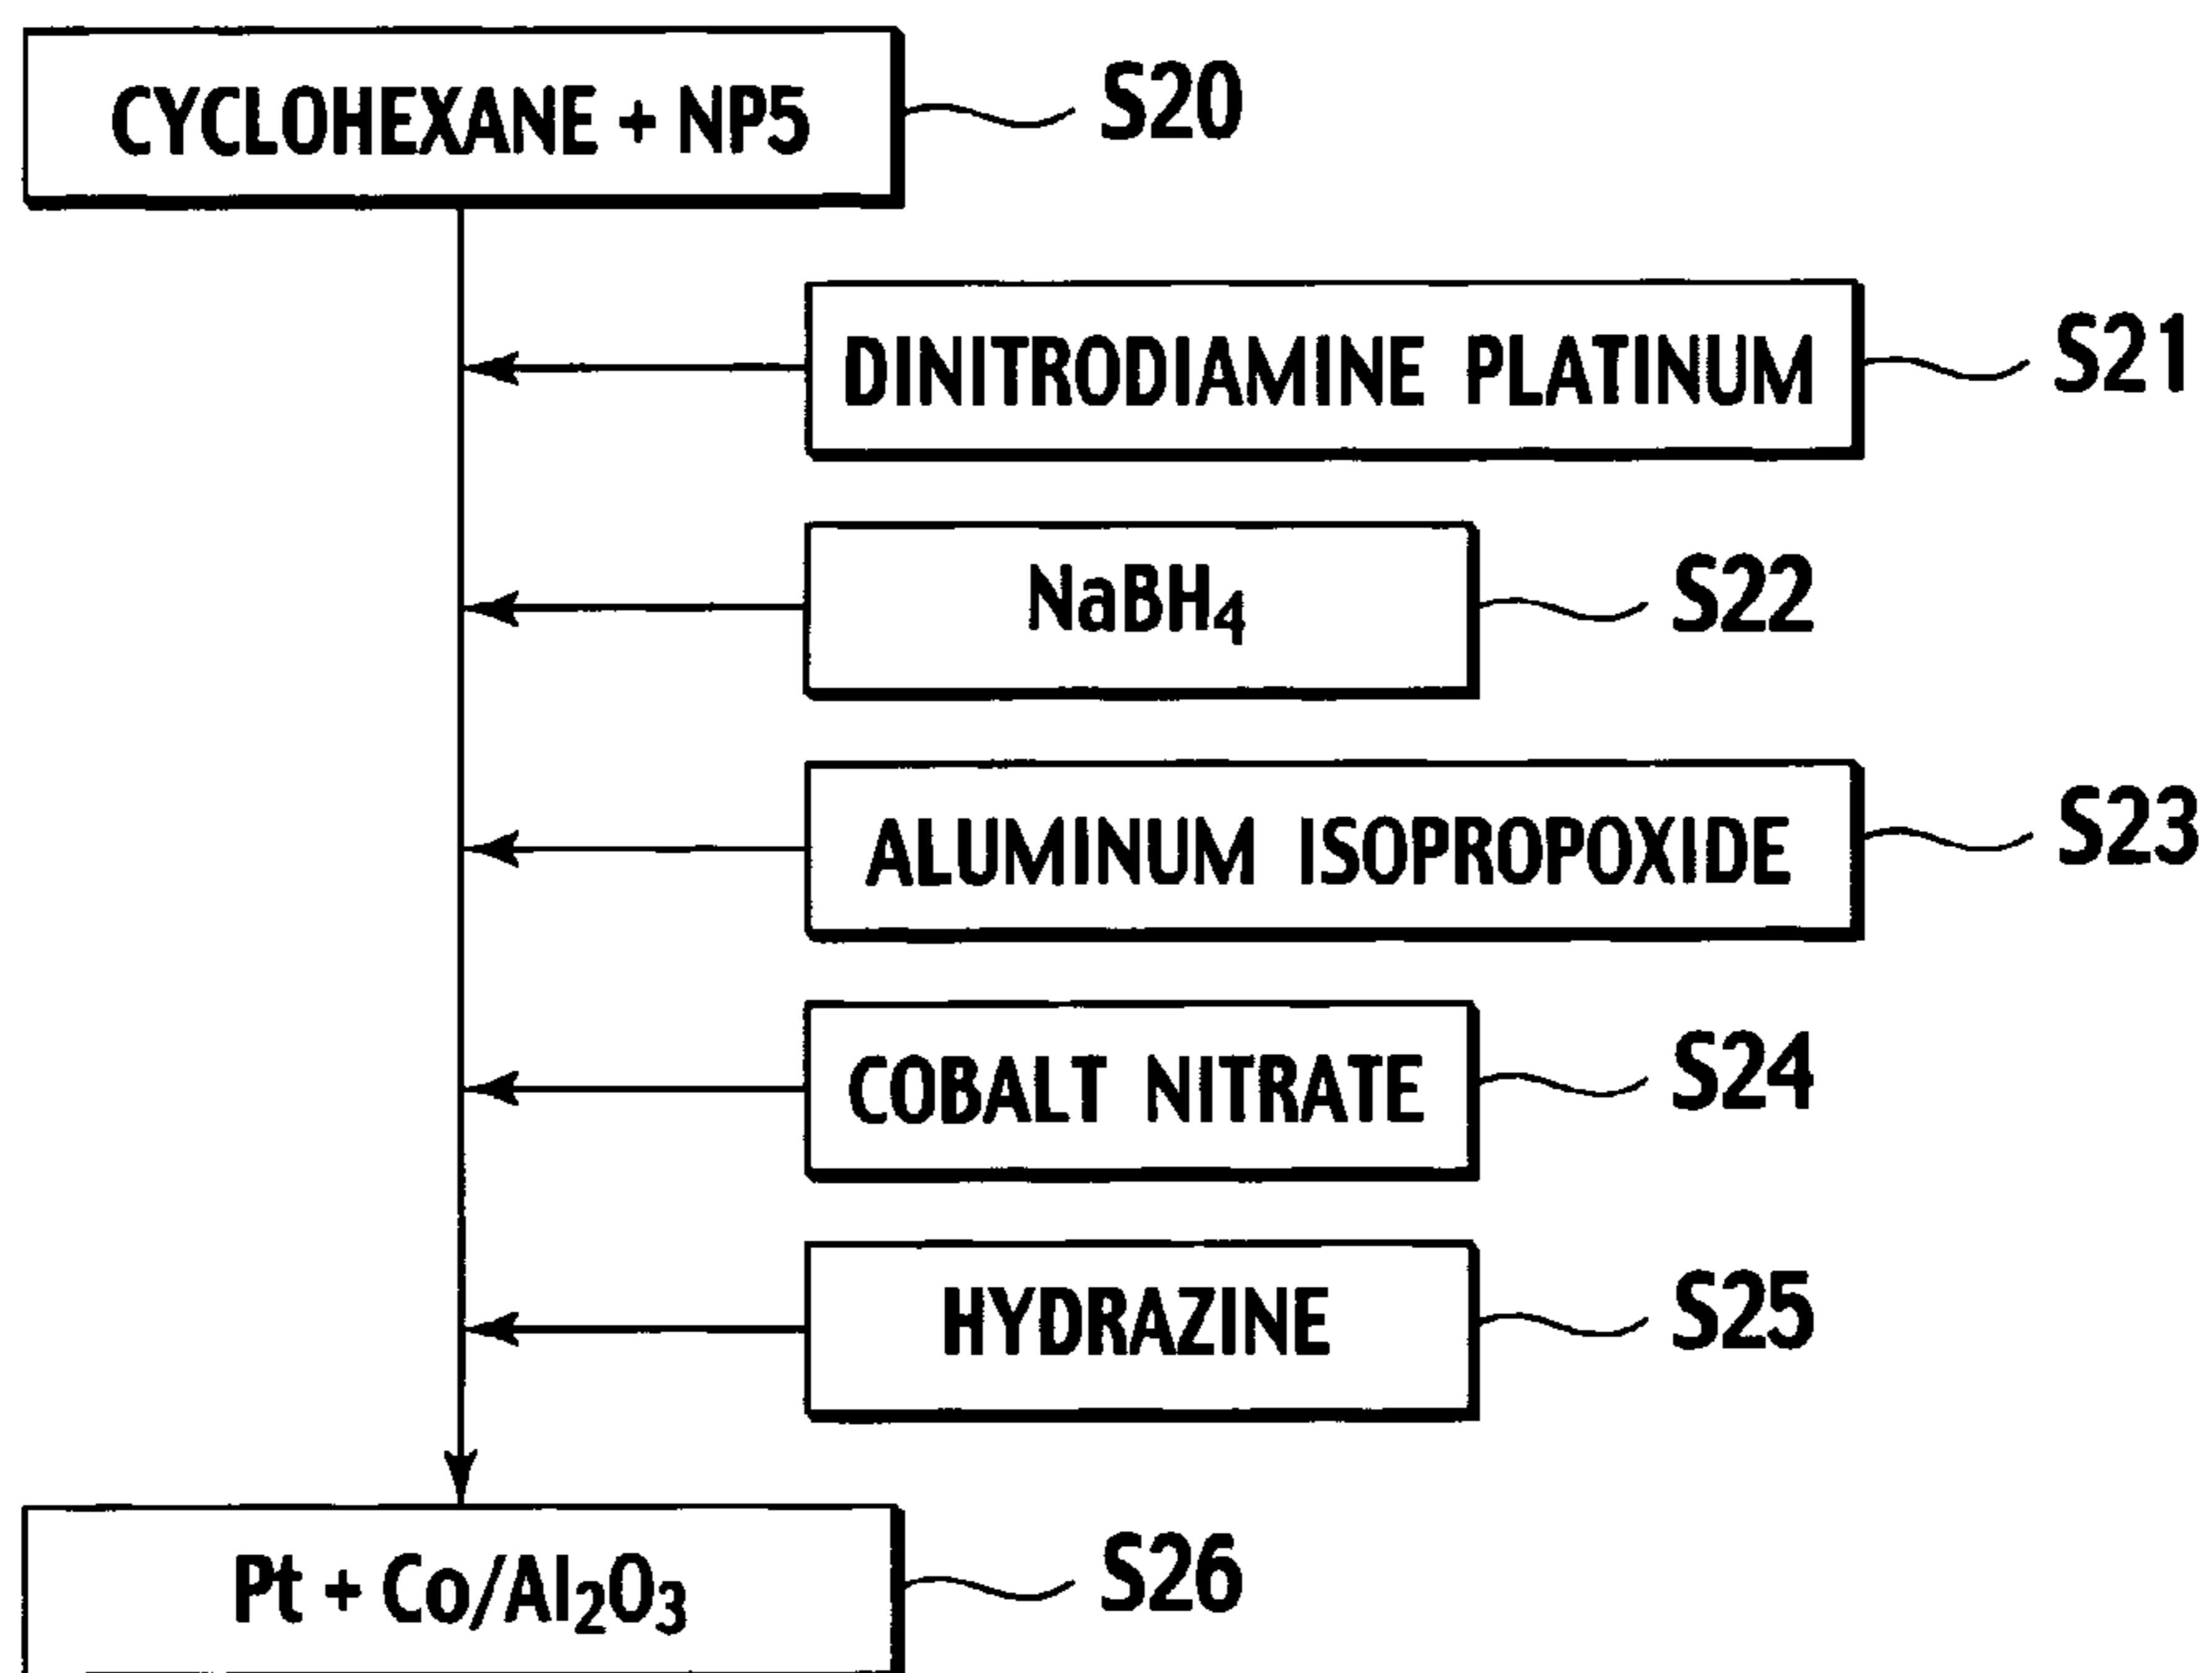 CYCLOHEXANE + NP5 S20
DINITRODIAMINE PLATINUM S21
NaBH₄ S22
ALUMINUM ISOPROPOXIDE S23
COBALT NITRATE S24
HYDRAZINE S25
Pt + Co/Al₂O₃ S26